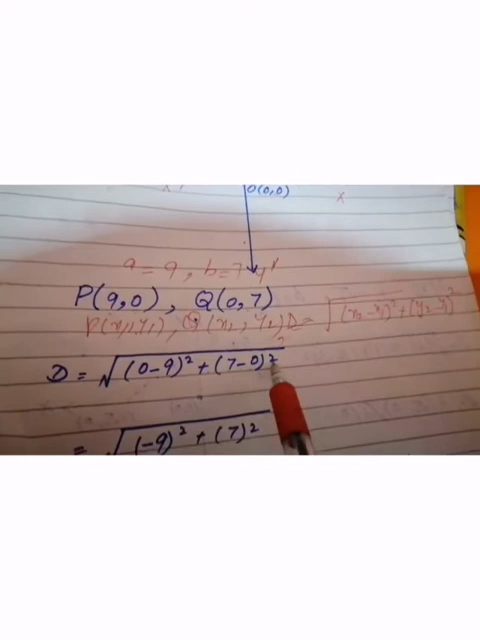 O(0,0)
x
a = 9, b = 7 y'
P(9,0), Q(0,7)
P(x₁,y₁), Q(x₂,y₂) D = √(x₂-x₁)²+(y₂-y₁)²
D = √(0-9)²+(7-0)²
= √(-9)²+(7)²